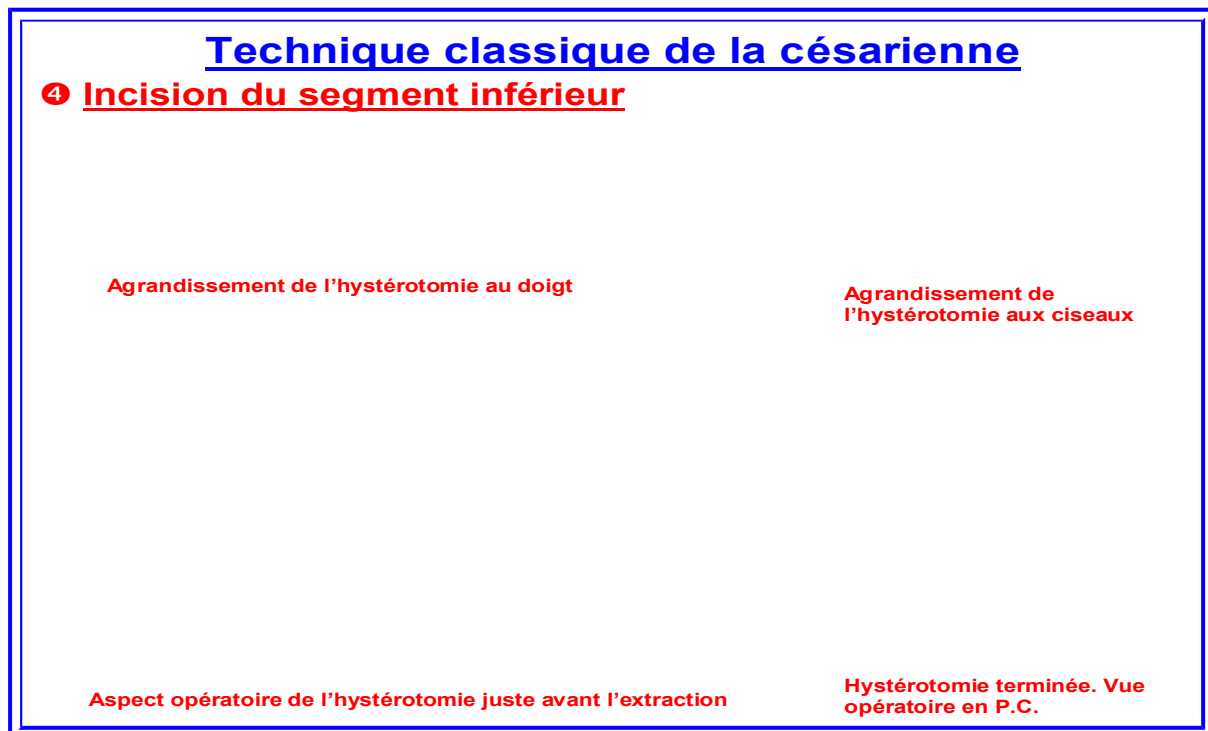 Technique classique de la césarienne
❹ Incision du segment inférieur
Agrandissement de l’hystérotomie au doigt
Agrandissement de
l’hystérotomie aux ciseaux
Aspect opératoire de l’hystérotomie juste avant l’extraction
Hystérotomie terminée. Vue
opératoire en P.C.